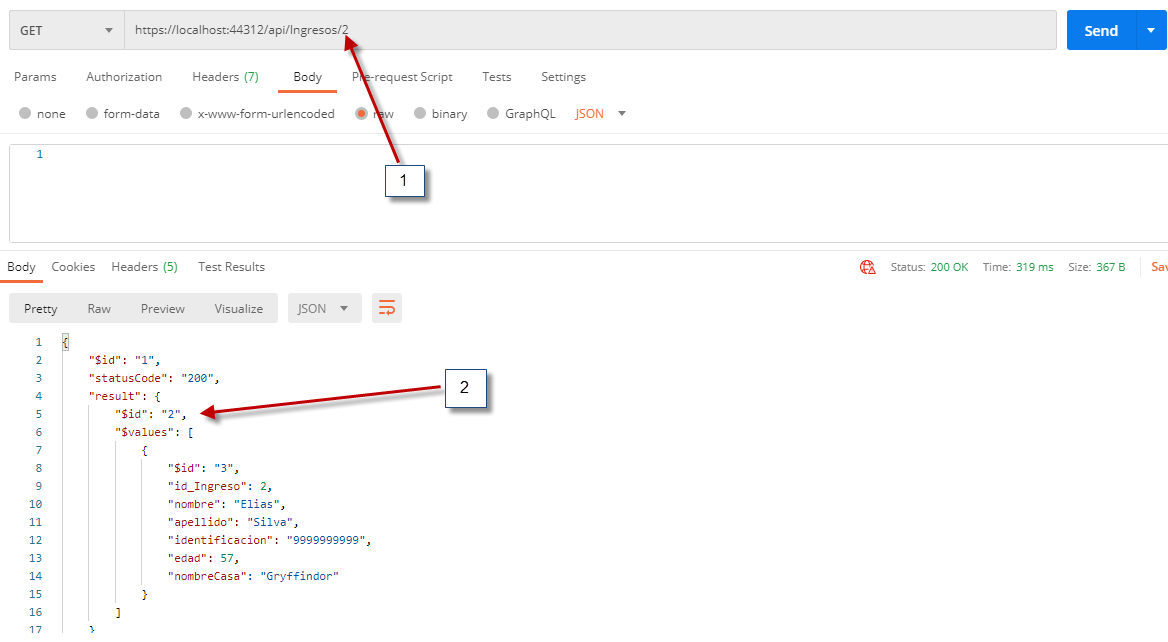 GET https://localhost:44312/api/Ingresos/2 Send
Params Authorization Headers (7) Body Pre-request Script Tests Settings
none form-data x-www-form-urlencoded raw binary GraphQL JSON
1
1
Body Cookies Headers (5) Test Results Status: 200 OK Time: 319 ms Size: 367 B Sav
Pretty Raw Preview Visualize JSON
1 {
2 "$id": "1",
2
3 "statusCode": "200",
4 "result": {
5 "$id": "2",
6 "$values": [
7 {
8 "$id": "3",
9 "id_Ingreso": 2,
10 "nombre": "Elias",
11 "apellido": "Silva",
12 "identificacion": "9999999999",
13 "edad": 57,
14 "nombreCasa": "Gryffindor"
15 }
16 ]
17 }